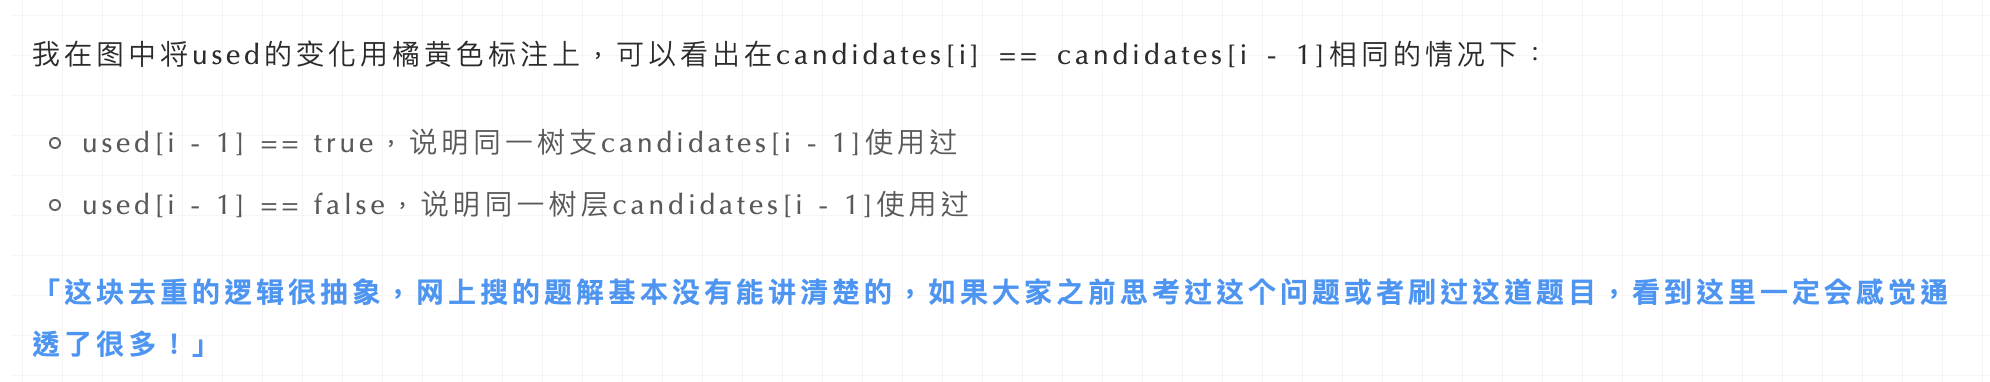 我在图中将used的变化用橘黄色标注上，可以看出在candidates[i] == candidates[i - 1]相同的情况下：
used[i - 1] == true，说明同一树支candidates[i - 1]使用过
used[i - 1] == false，说明同一树层candidates[i - 1]使用过
「这块去重的逻辑很抽象，网上搜的题解基本没有能讲清楚的，如果大家之前思考过这个问题或者刷过这道题目，看到这里一定会感觉通
透了很多！」